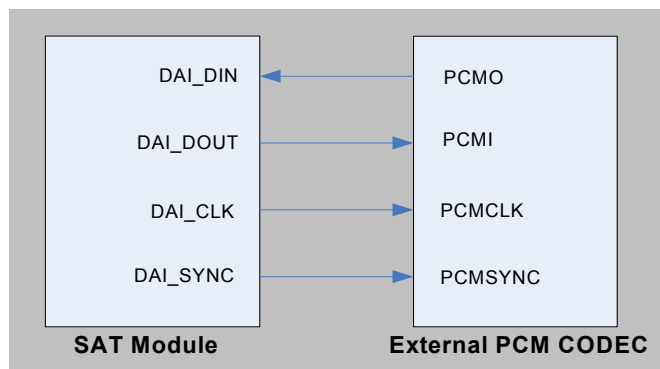 DAI_DIN PCMO
DAI_DOUT PCMI
DAI_CLK PCMCLK
DAI_SYNC PCMSYNC
SAT Module External PCM CODEC